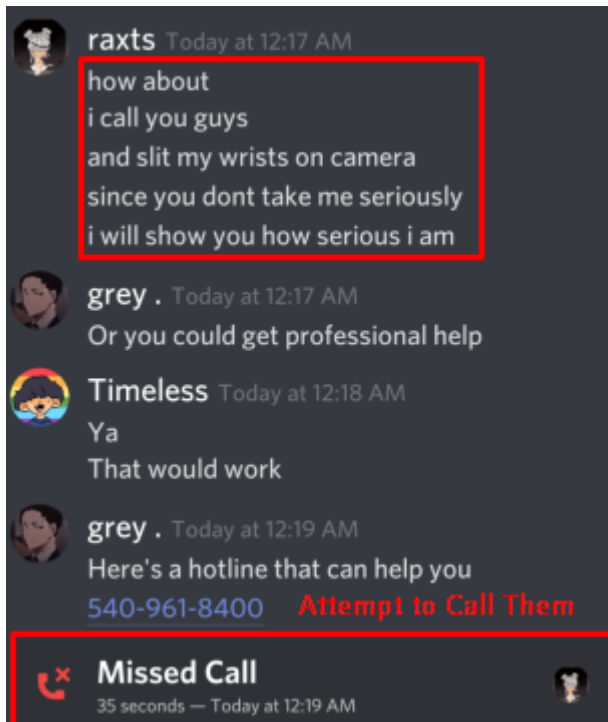 raxts Today at 12:17 AM
how about
i call you guys
and slit my wrists on camera
since you dont take me seriously
i will show you how serious i am
grey . Today at 12:17 AM
Or you could get professional help
Timeless Today at 12:18 AM
Ya
That would work
grey . Today at 12:19 AM
Here's a hotline that can help you
540-961-8400 Attempt to Call Them
Missed Call
35 seconds — Today at 12:19 AM